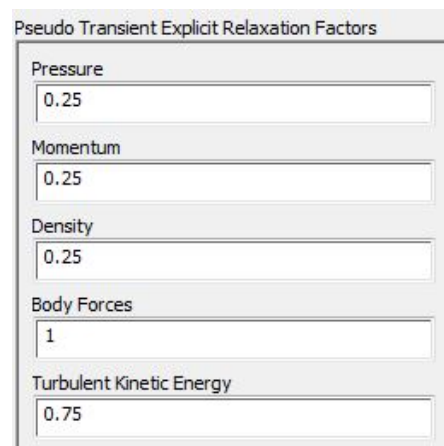 Pseudo Transient Explicit Relaxation Factors
Pressure
0.25
Momentum
0.25
Density
0.25
Body Forces
1
Turbulent Kinetic Energy
0.75